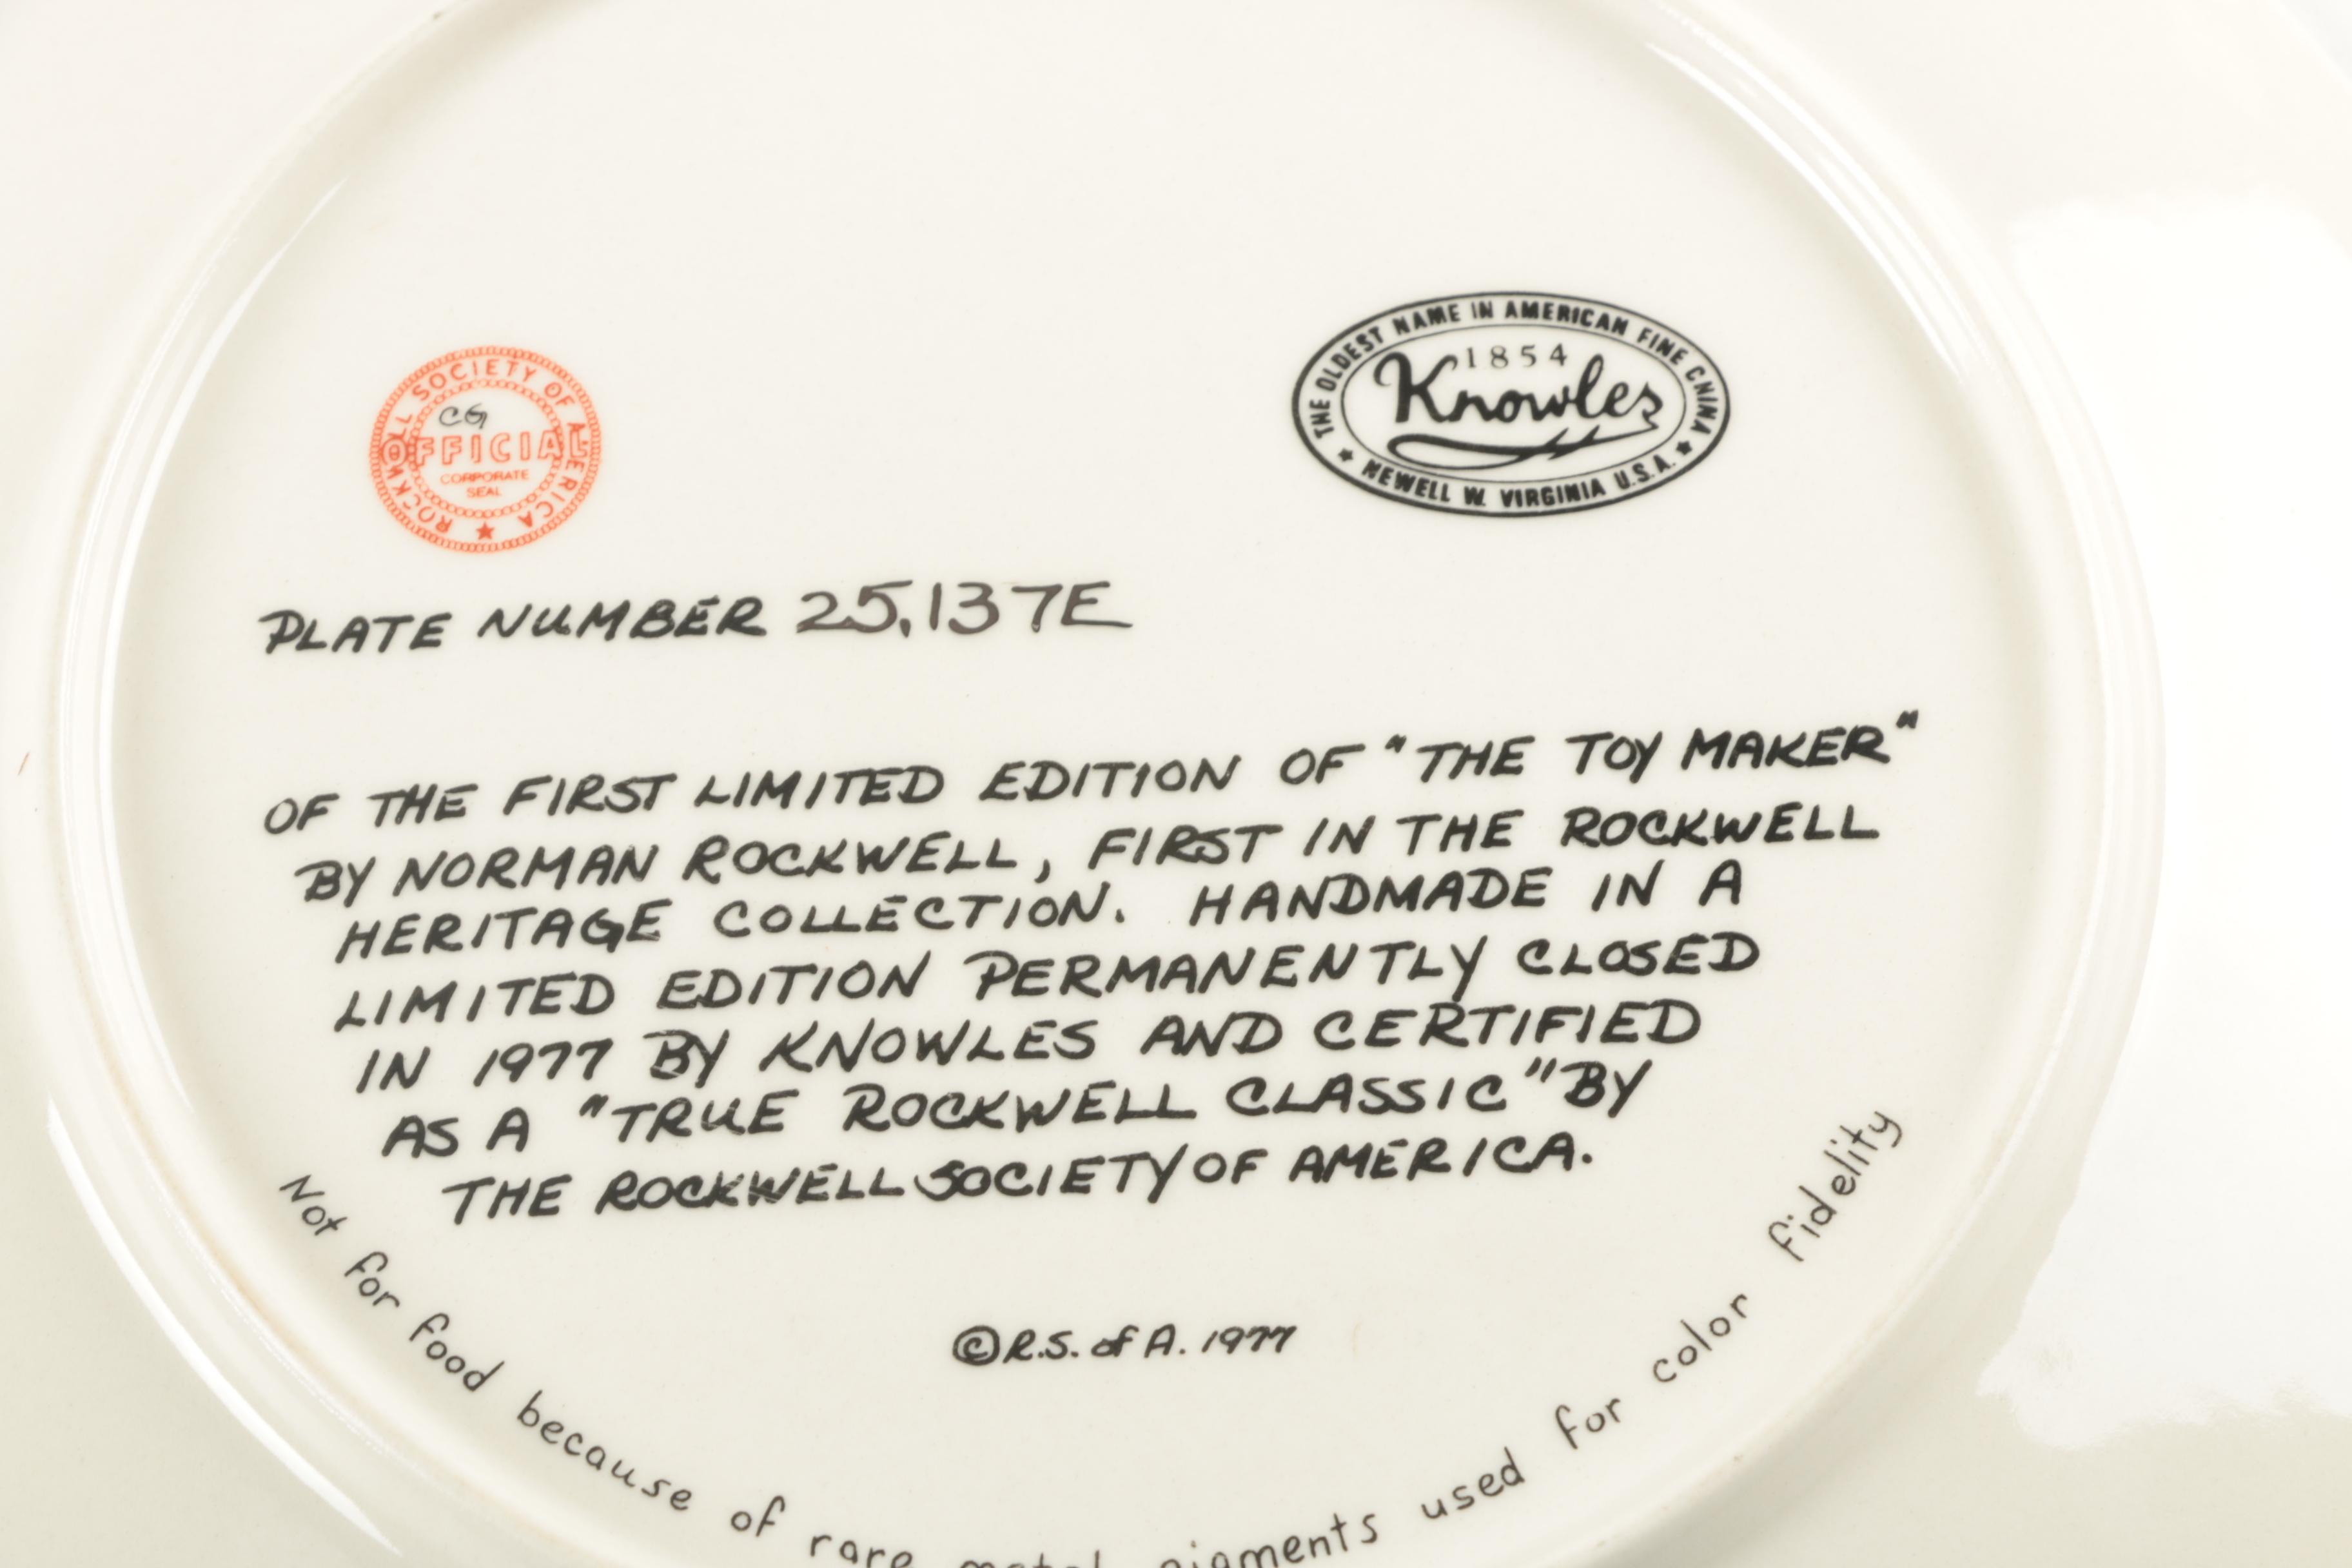 ROCKWELL SOCIETY OF AMERICA ★
CG
OFFICIAL
CORPORATE
SEAL
THE OLDEST NAME IN AMERICAN FINE CHINA
1854
Knowles
★ NEWELL W. VIRGINIA U.S.A. ★
PLATE NUMBER 25,137E
OF THE FIRST LIMITED EDITION OF "THE TOY MAKER"
BY NORMAN ROCKWELL, FIRST IN THE ROCKWELL
HERITAGE COLLECTION. HANDMADE IN A
LIMITED EDITION PERMANENTLY CLOSED
IN 1977 BY KNOWLES AND CERTIFIED
AS A "TRUE ROCKWELL CLASSIC" BY
THE ROCKWELL SOCIETY OF AMERICA.
© R.S. of A. 1977
Not for food because of rare metal pigments used for color fidelity